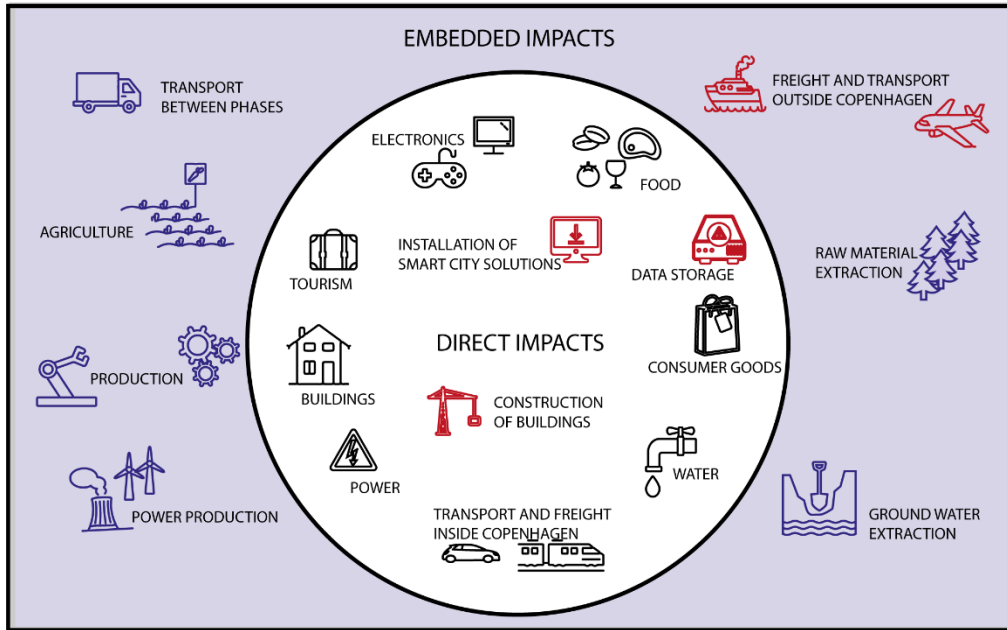 EMBEDDED IMPACTS
TRANSPORT
BETWEEN PHASES
FREIGHT AND TRANSPORT
OUTSIDE COPENHAGEN
ELECTRONICS
FOOD
AGRICULTURE
INSTALLATION OF
SMART CITY SOLUTIONS
DATA STORAGE
RAW MATERIAL
EXTRACTION
TOURISM
DIRECT IMPACTS
CONSUMER GOODS
PRODUCTION
BUILDINGS
CONSTRUCTION
OF BUILDINGS
POWER
WATER
POWER PRODUCTION
TRANSPORT AND FREIGHT
INSIDE COPENHAGEN
GROUND WATER
EXTRACTION